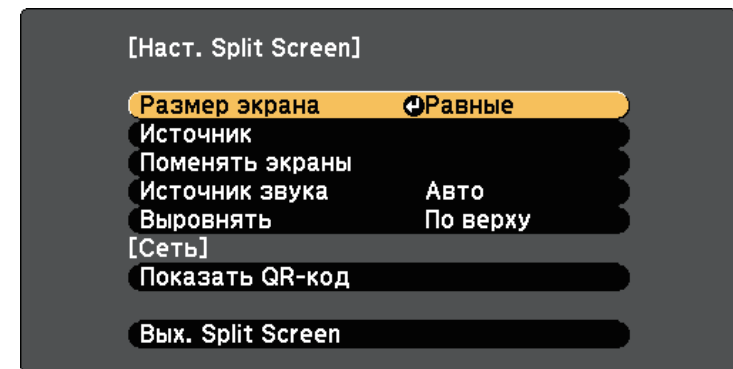 [Наст. Split Screen]
Размер экрана Равные
Источник
Поменять экраны
Источник звука Авто
Выровнять По верху
[Сеть]
Показать QR-код
Вых. Split Screen